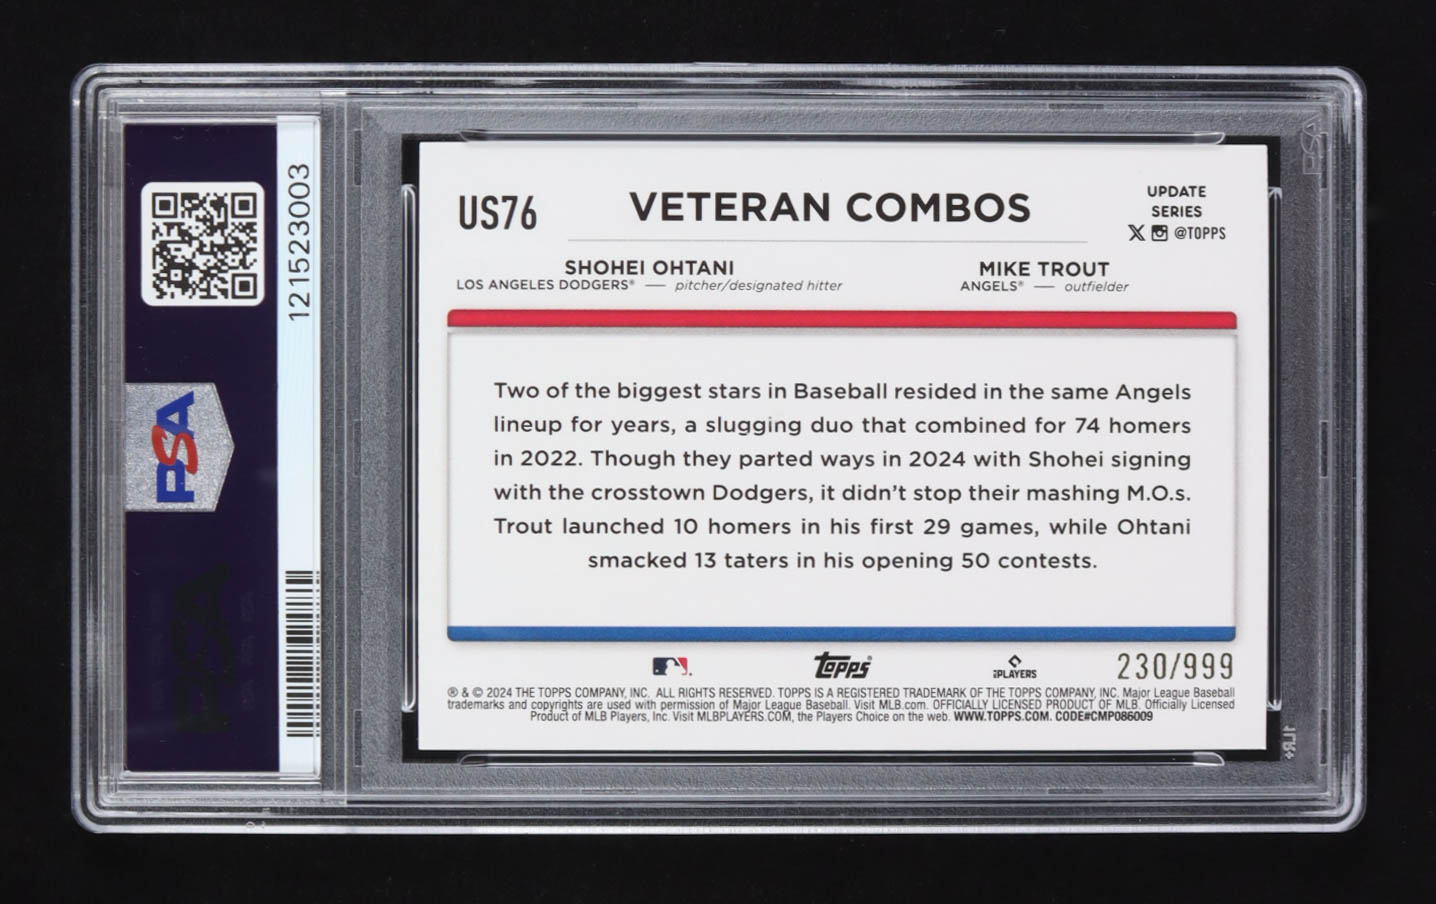 121523003
PSA
PSA
US76
VETERAN COMBOS
UPDATE
SERIES
X @TOPPS
SHOHEI OHTANI
LOS ANGELES DODGERS® — pitcher/designated hitter
MIKE TROUT
ANGELS® — outfielder
Two of the biggest stars in Baseball resided in the same Angels
lineup for years, a slugging duo that combined for 74 homers
in 2022. Though they parted ways in 2024 with Shohei signing
with the crosstown Dodgers, it didn't stop their mashing M.O.s.
Trout launched 10 homers in his first 29 games, while Ohtani
smacked 13 taters in his opening 50 contests.
Topps
PLAYERS
230/999
® & © 2024 THE TOPPS COMPANY, INC. ALL RIGHTS RESERVED. TOPPS IS A REGISTERED TRADEMARK OF THE TOPPS COMPANY, INC. Major League Baseball
trademarks and copyrights are used with permission of Major League Baseball. Visit MLB.com. OFFICIALLY LICENSED PRODUCT OF MLB. Officially Licensed
Product of MLB Players, Inc. Visit MLBPLAYERS.COM, the Players Choice on the web. WWW.TOPPS.COM. CODE#CMP086009
PSA